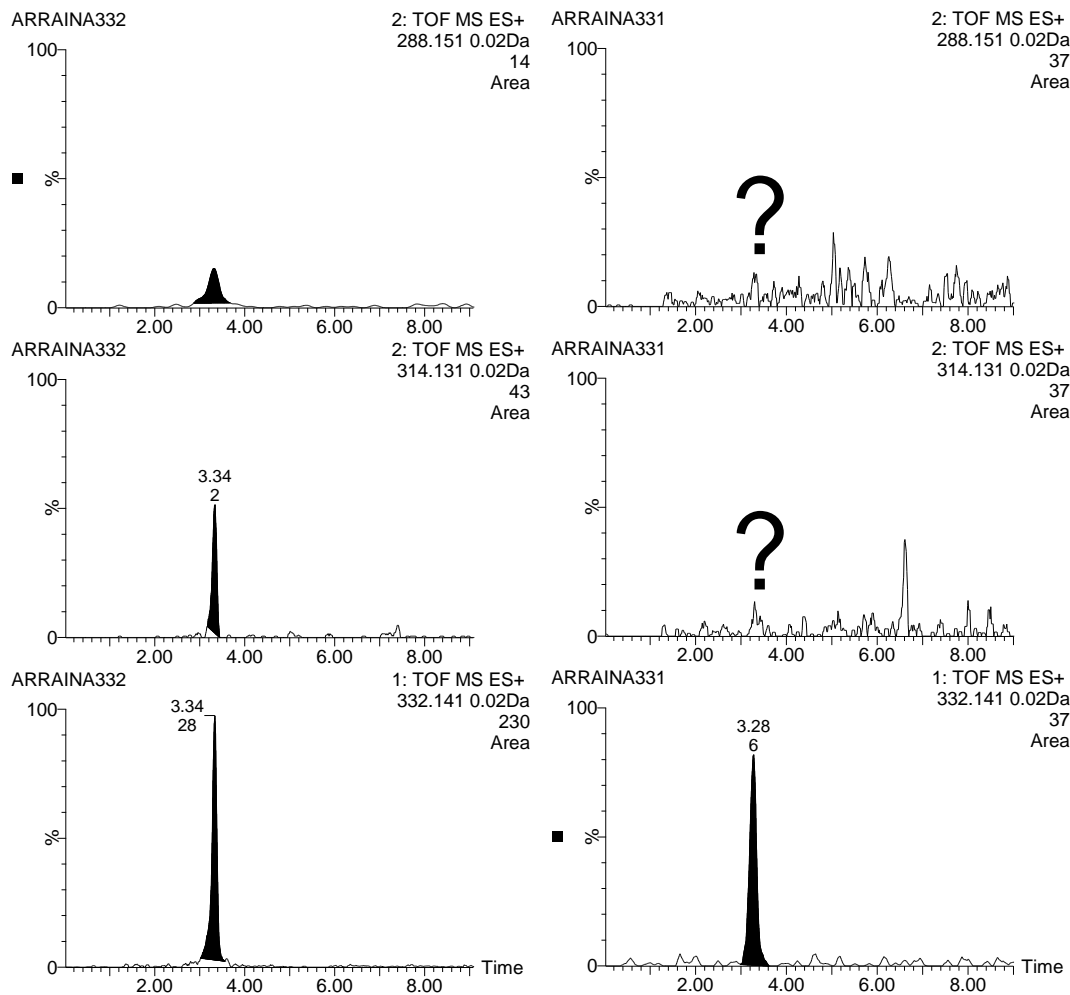 ARRAINA332
2: TOF MS ES+
288.151 0.02Da
14
Area
100
%
0
2.00 4.00 6.00 8.00
ARRAINA331
2: TOF MS ES+
288.151 0.02Da
37
Area
100
%
0
?
2.00 4.00 6.00 8.00
ARRAINA332
2: TOF MS ES+
314.131 0.02Da
43
Area
100
3.34
2
%
0
2.00 4.00 6.00 8.00
ARRAINA331
2: TOF MS ES+
314.131 0.02Da
37
Area
100
%
0
?
2.00 4.00 6.00 8.00
ARRAINA332
1: TOF MS ES+
332.141 0.02Da
230
Area
100
3.34
28
%
0
Time
2.00 4.00 6.00 8.00
ARRAINA331
1: TOF MS ES+
332.141 0.02Da
37
Area
100
3.28
6
%
0
Time
2.00 4.00 6.00 8.00